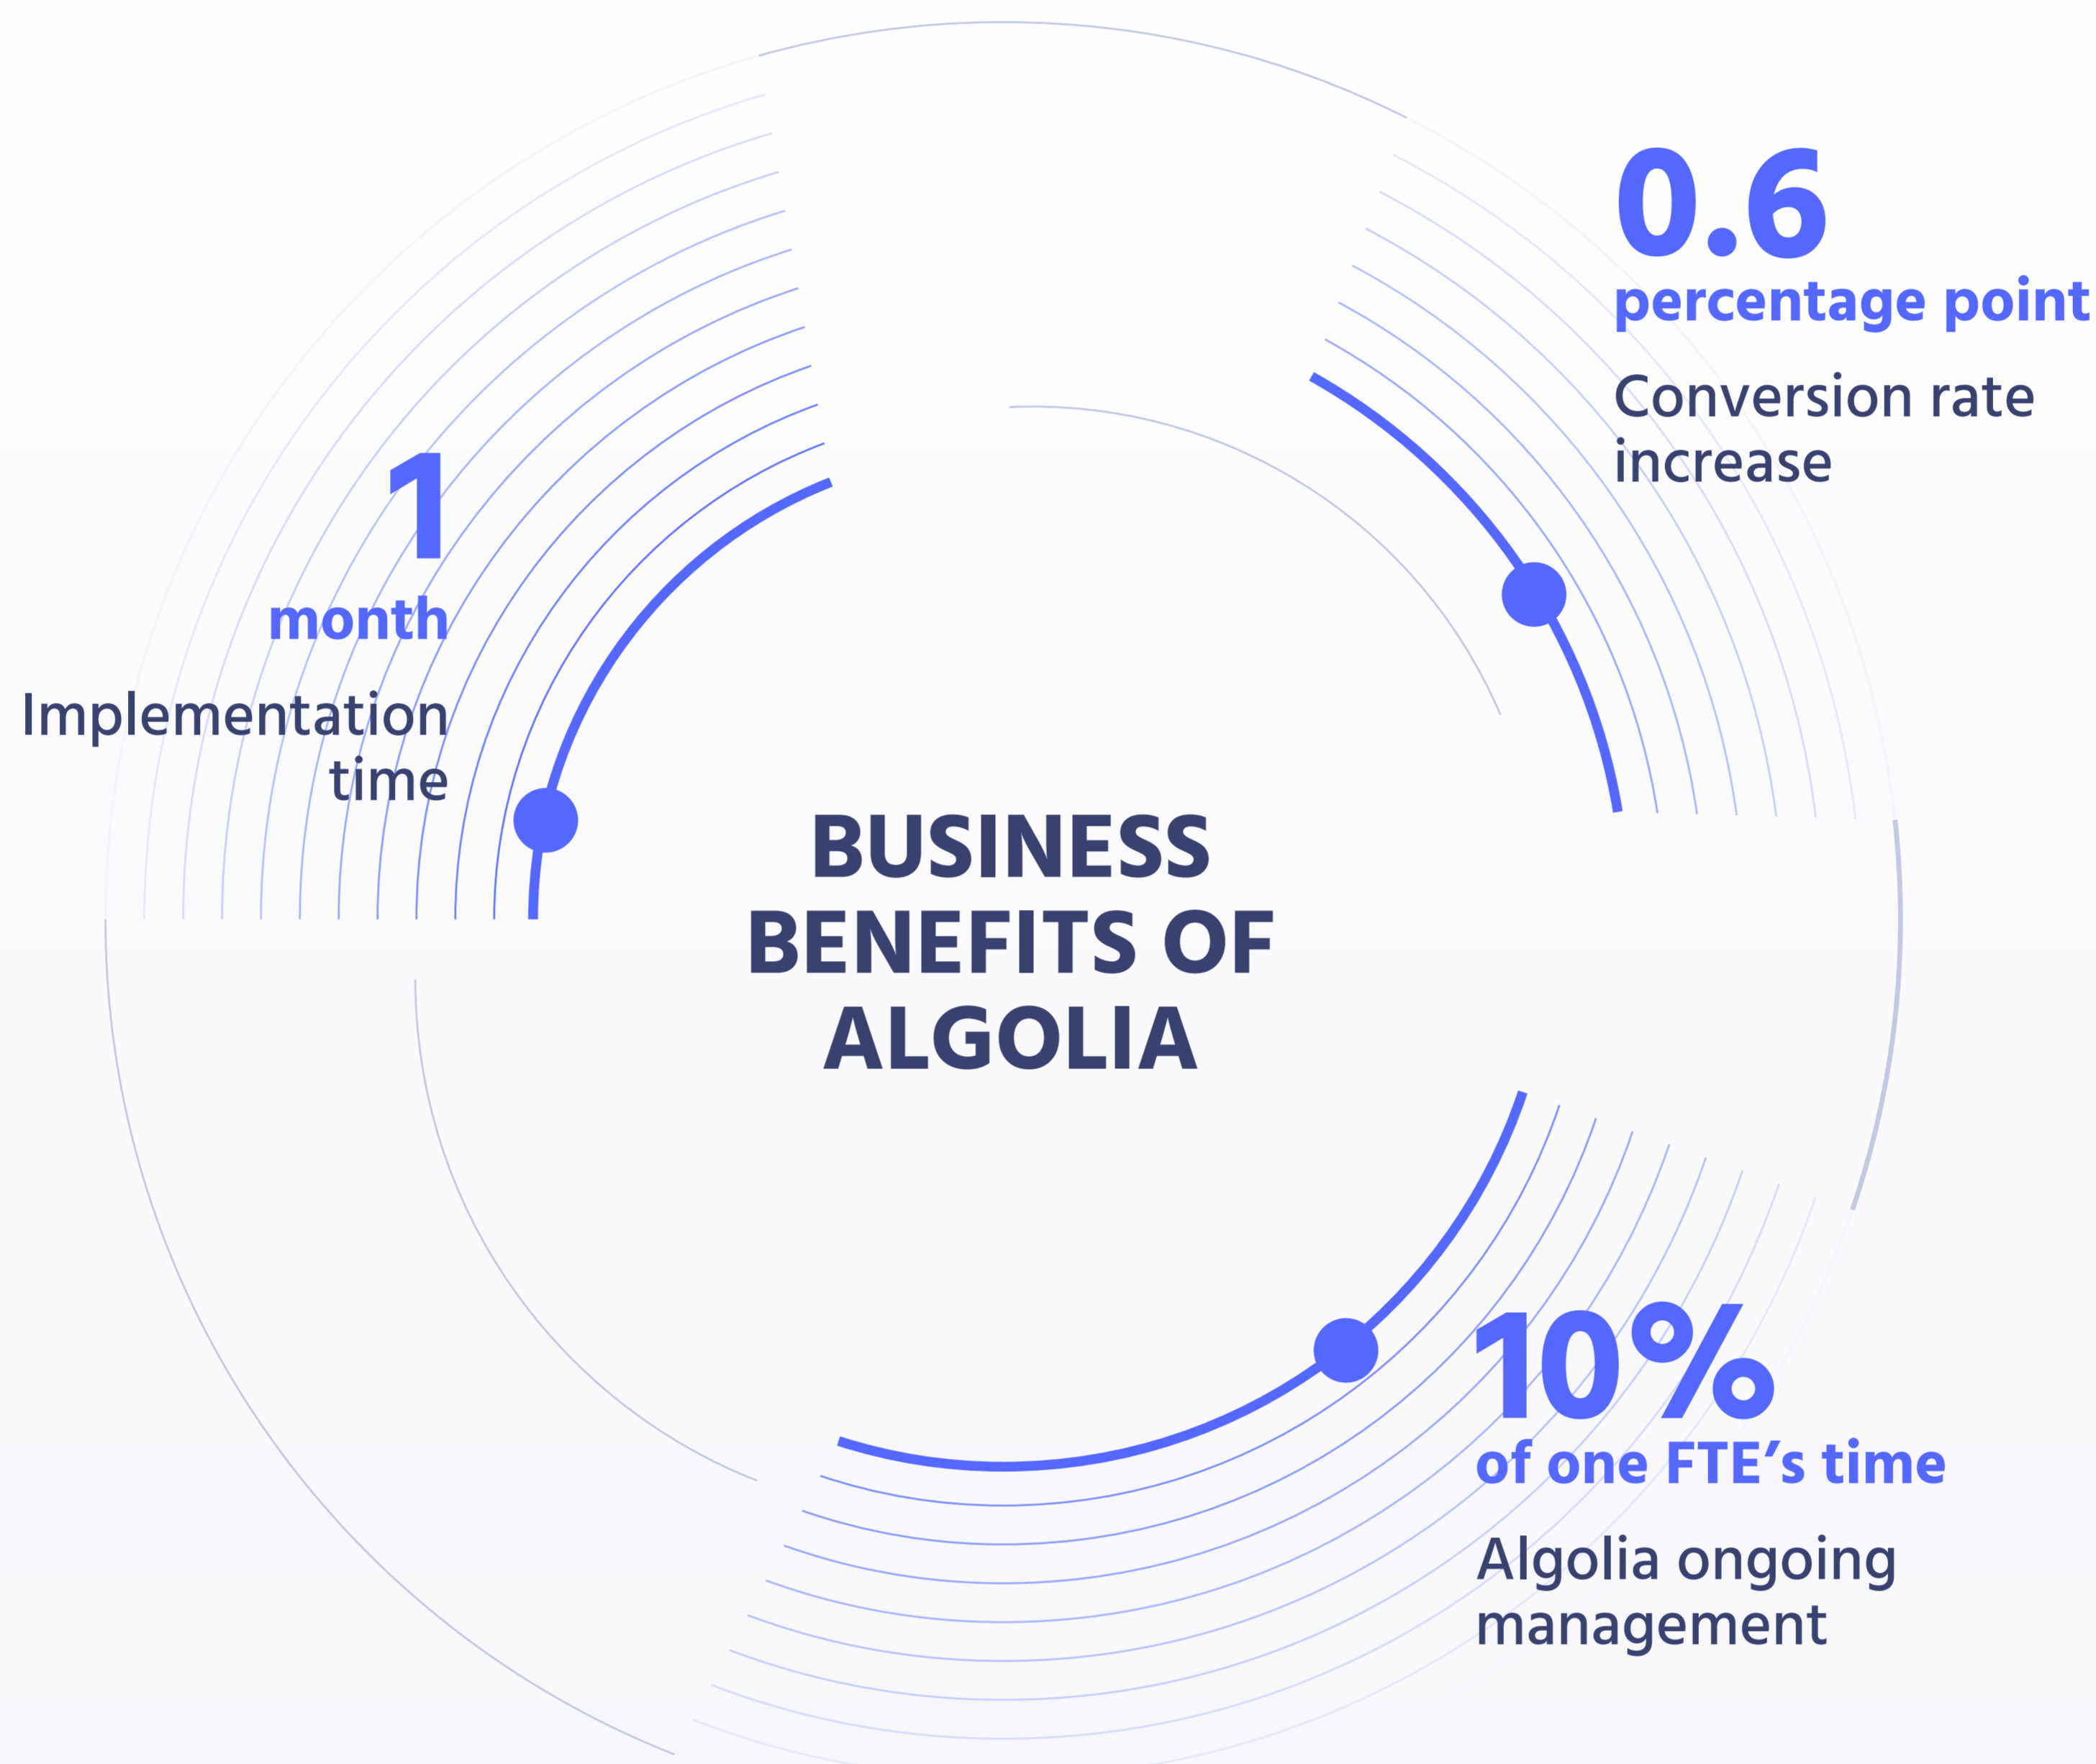 0.6
percentage point
Conversion rate
increase
1
month
Implementation
time
BUSINESS
BENEFITS OF
ALGOLIA
10%
of one FTE’s time
Algolia ongoing
management